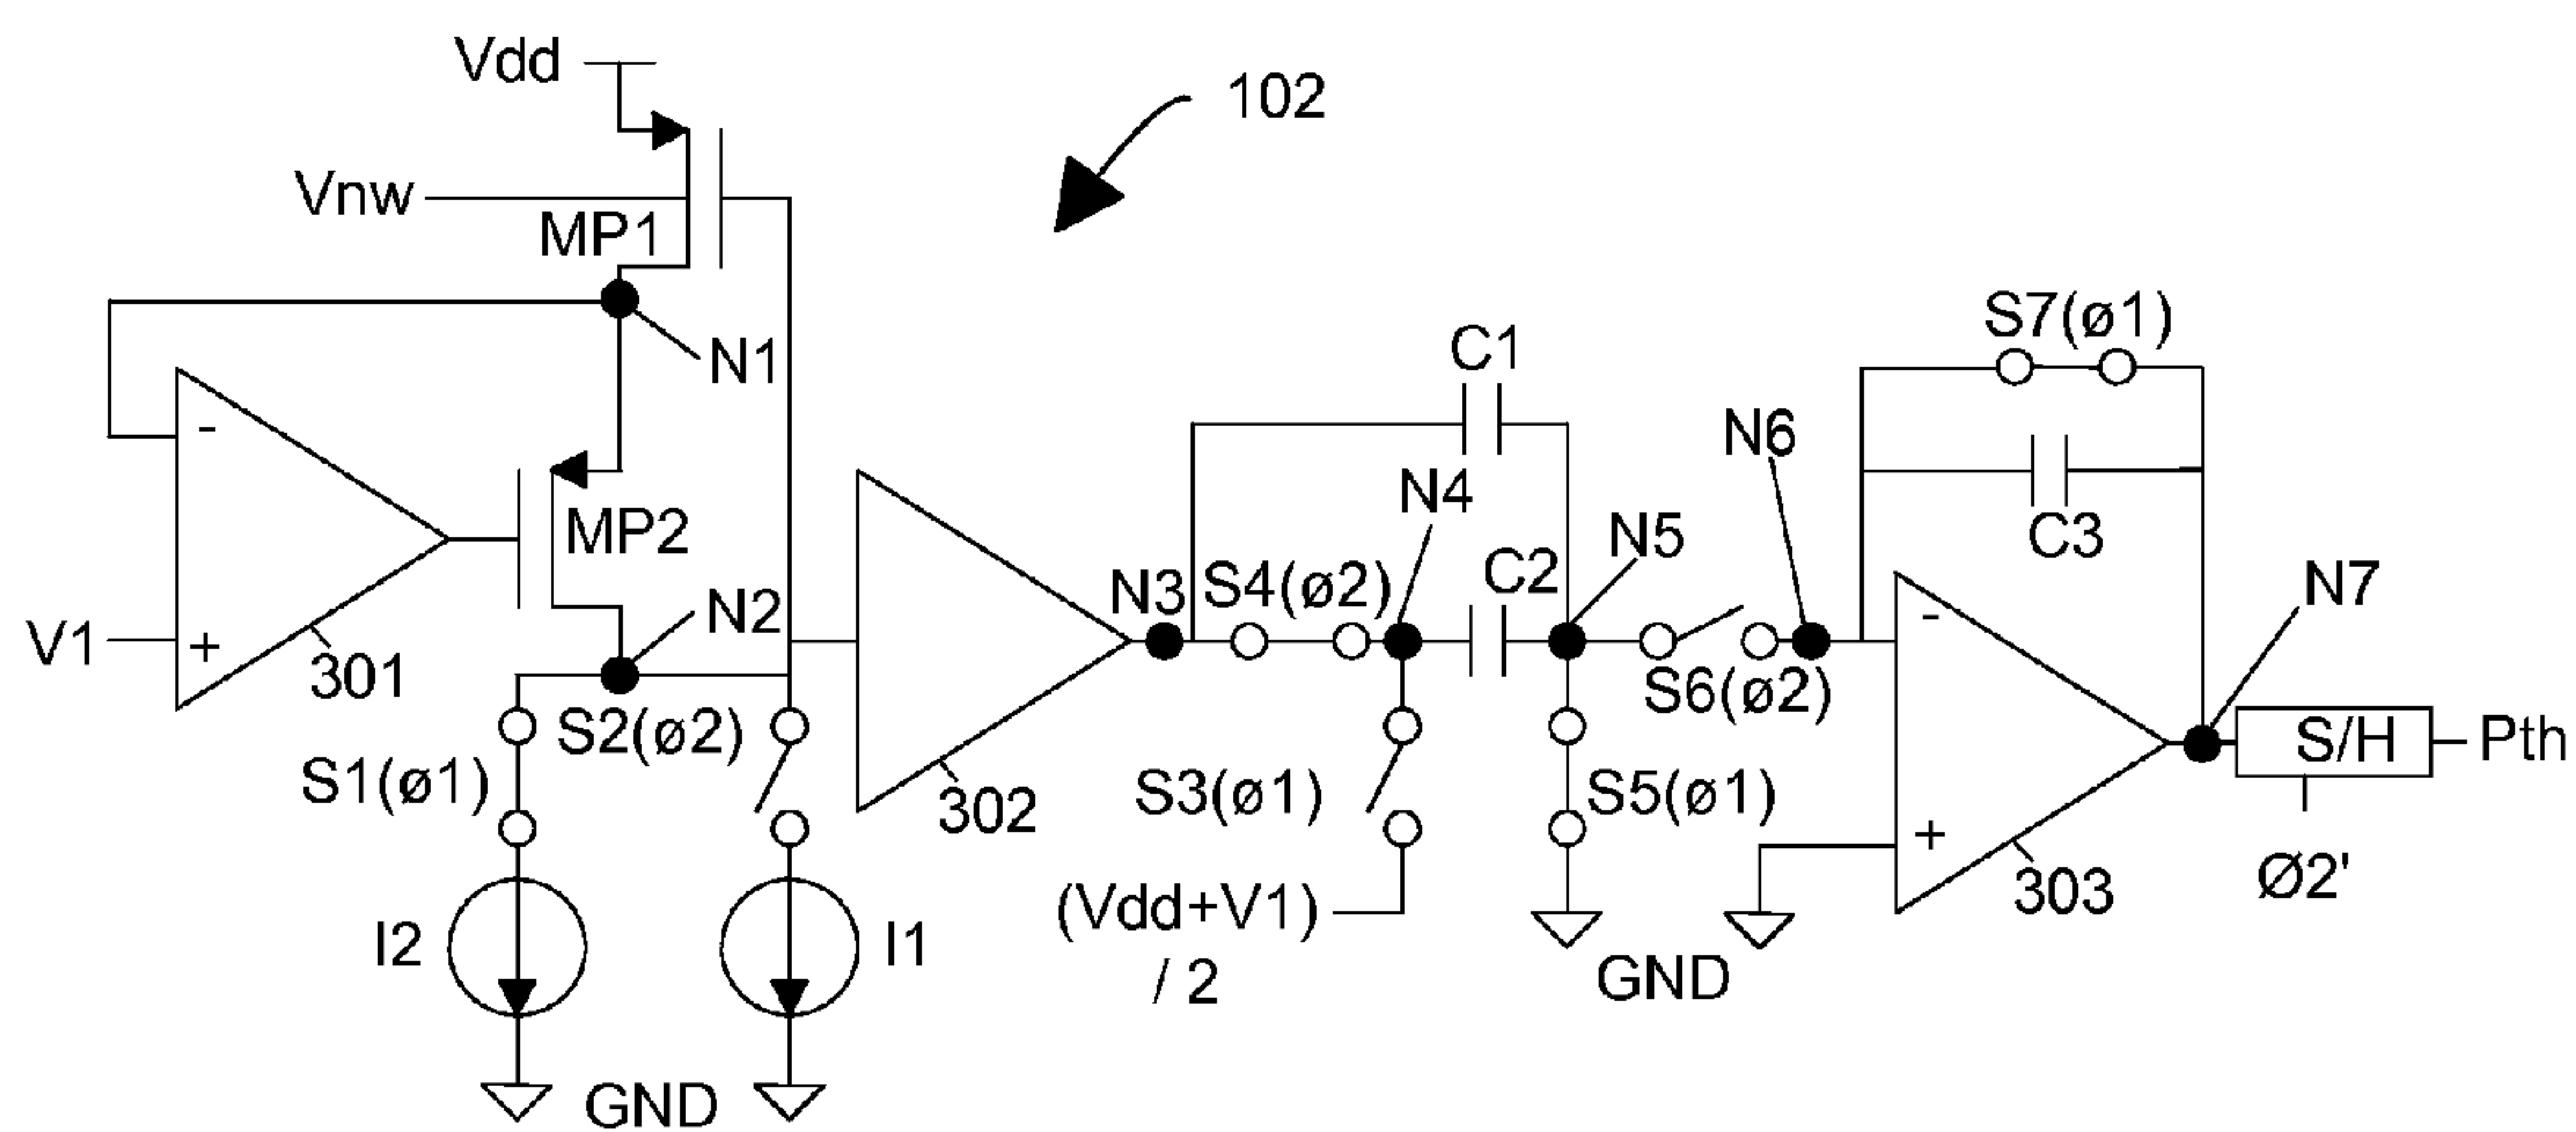 Vdd
102
Vnw
MP1
N1
S7(ø1)
C1
N6
N4
-
MP2
C3
N5
C2
N3
S4(ø2)
-
N7
N2
V1
+
301
S6(ø2)
S2(ø2)
S/H
Pth
S1(ø1)
S3(ø1)
S5(ø1)
302
+
303
Ø2'
I2
I1
(Vdd+V1)
/ 2
GND
GND